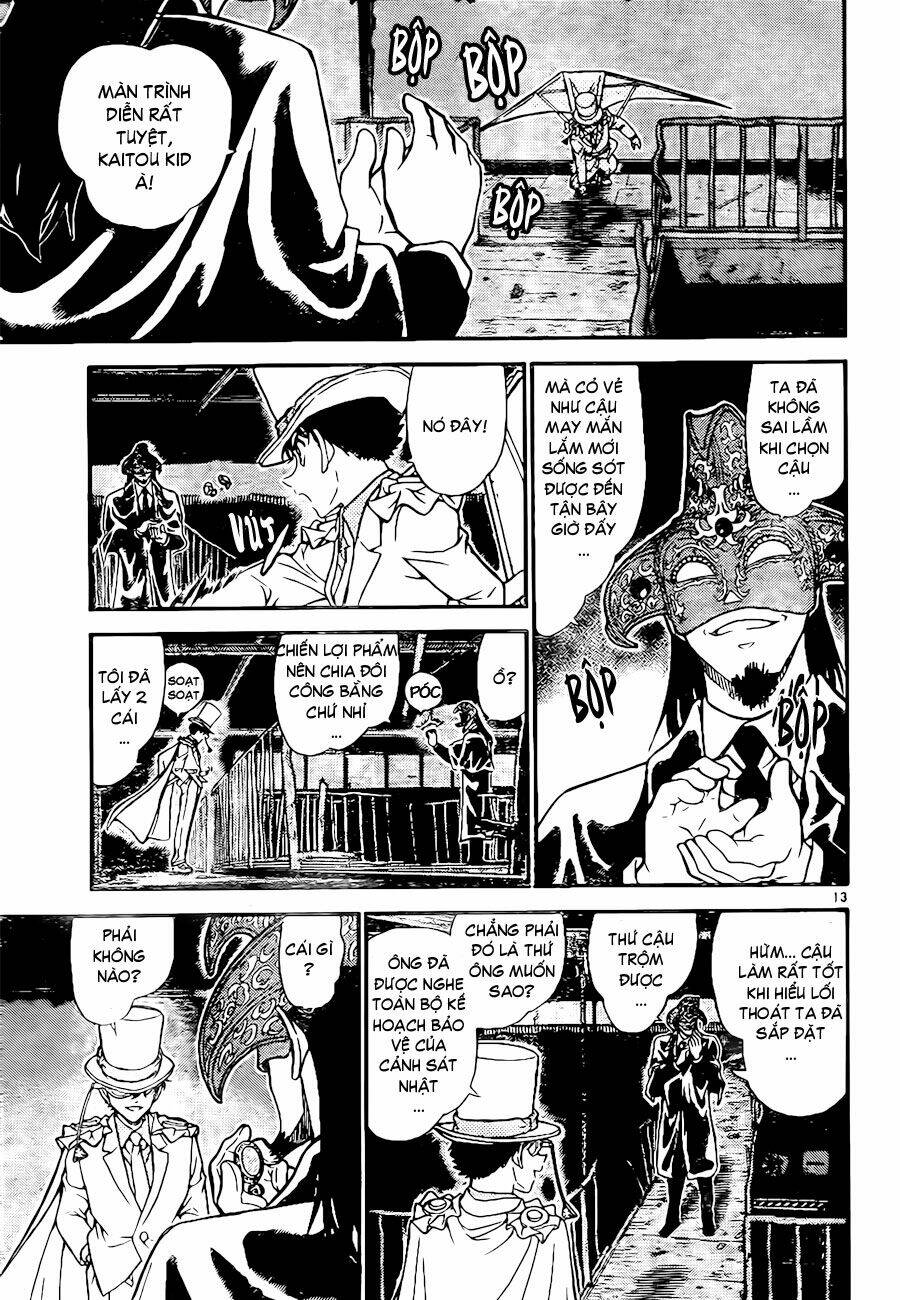 BỘP
BỘP
BỘP
MÀN TRÌNH
DIỄN RẤT
TUYỆT,
KAITOU KID
À!
TA ĐÃ
KHÔNG
SAI LẦM
KHI CHỌN
CẬU
...
MÀ CÓ VẺ
NHƯ CẬU
MAY MẮN
LẮM MỚI
SỐNG SÓT
ĐƯỢC ĐẾN
TẬN BÂY
GIỜ ĐẤY
...
BỘP
BỘP
NÓ ĐÂY!
VÚT
Ồ?
PÓC
CHIẾN LỢI PHẨM
NÊN CHIA ĐÔI
CÔNG BẰNG
CHỨ NHỈ
SOẠT
SOẠT
TÔI ĐÃ
LẤY 2
CÁI
...
13
HỪM... CẬU
LÀM RẤT TỐT
KHI HIỂU LỐI
THOÁT TA ĐÃ
SẮP ĐẶT
...
THỨ CẬU
TRỘM
ĐƯỢC
...
CHẲNG PHẢI
ĐÓ LÀ THỨ
ÔNG MUỐN
SAO?
ÔNG ĐÃ
ĐƯỢC NGHE
TOÀN BỘ KẾ
HOẠCH BẢO
VỆ CỦA
CẢNH SÁT
NHẬT
...
CÁI GÌ
?
PHẢI
KHÔNG
NÀO?